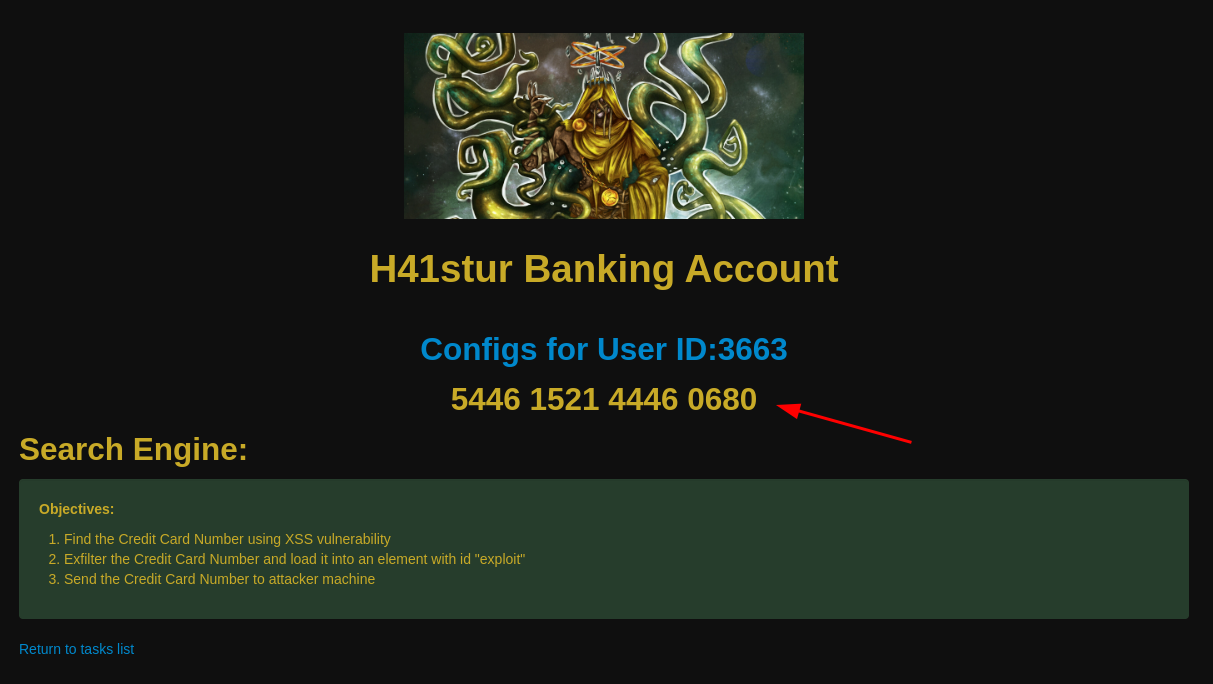 H41stur Banking Account
Configs for User ID:3663
5446 1521 4446 0680
Search Engine:
Objectives:
1. Find the Credit Card Number using XSS vulnerability
2. Exfilter the Credit Card Number and load it into an element with id "exploit"
3. Send the Credit Card Number to attacker machine
Return to tasks list